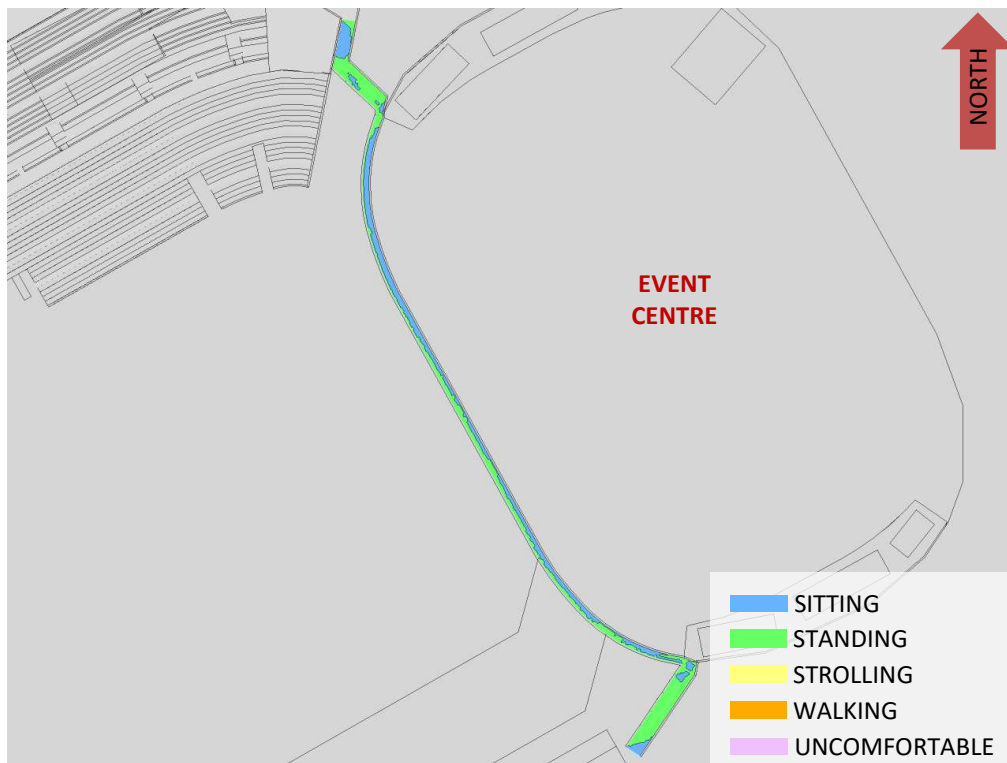 NORTH
EVENT
CENTRE
SITTING
STANDING
STROLLING
WALKING
UNCOMFORTABLE